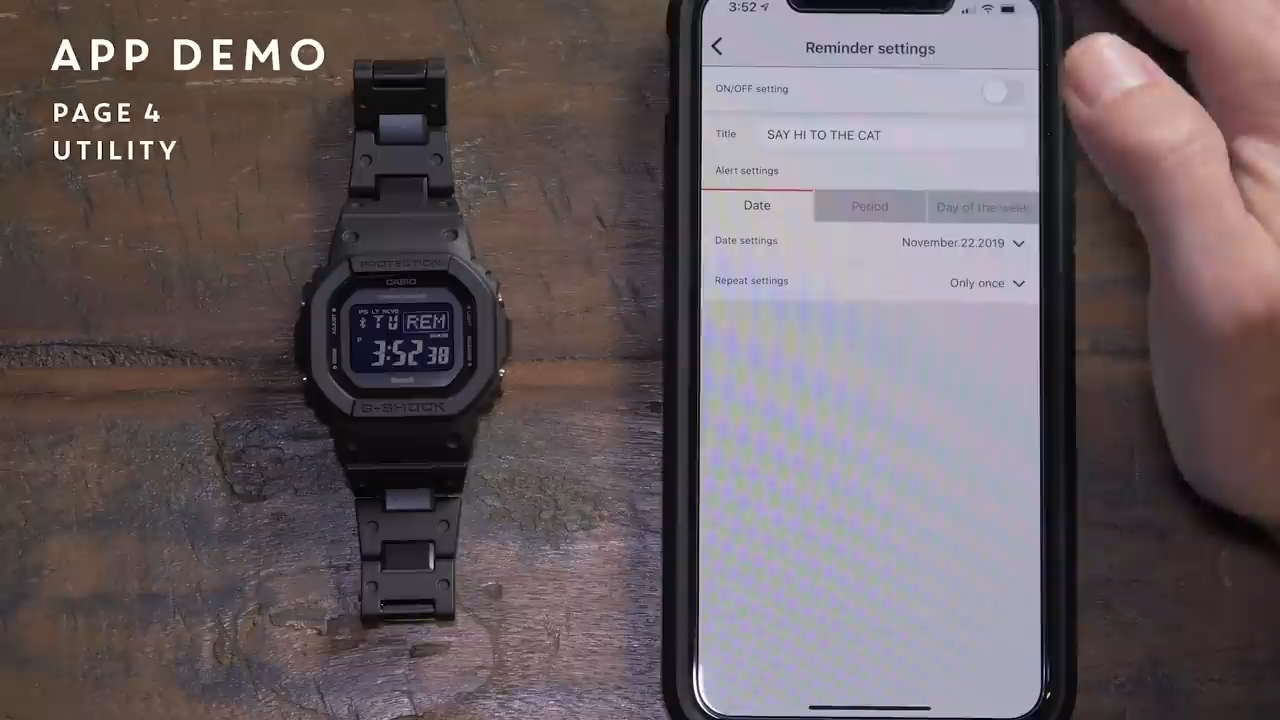 APP DEMO
PAGE 4
UTILITY
PROTECTION
CASIO
TU REM
P
3:52 38
G-SHOCK
3:52
Reminder settings
ON/OFF setting
Title SAY HI TO THE CAT
Alert settings
Date Period Day of the week
Date settings November.22.2019
Repeat settings Only once